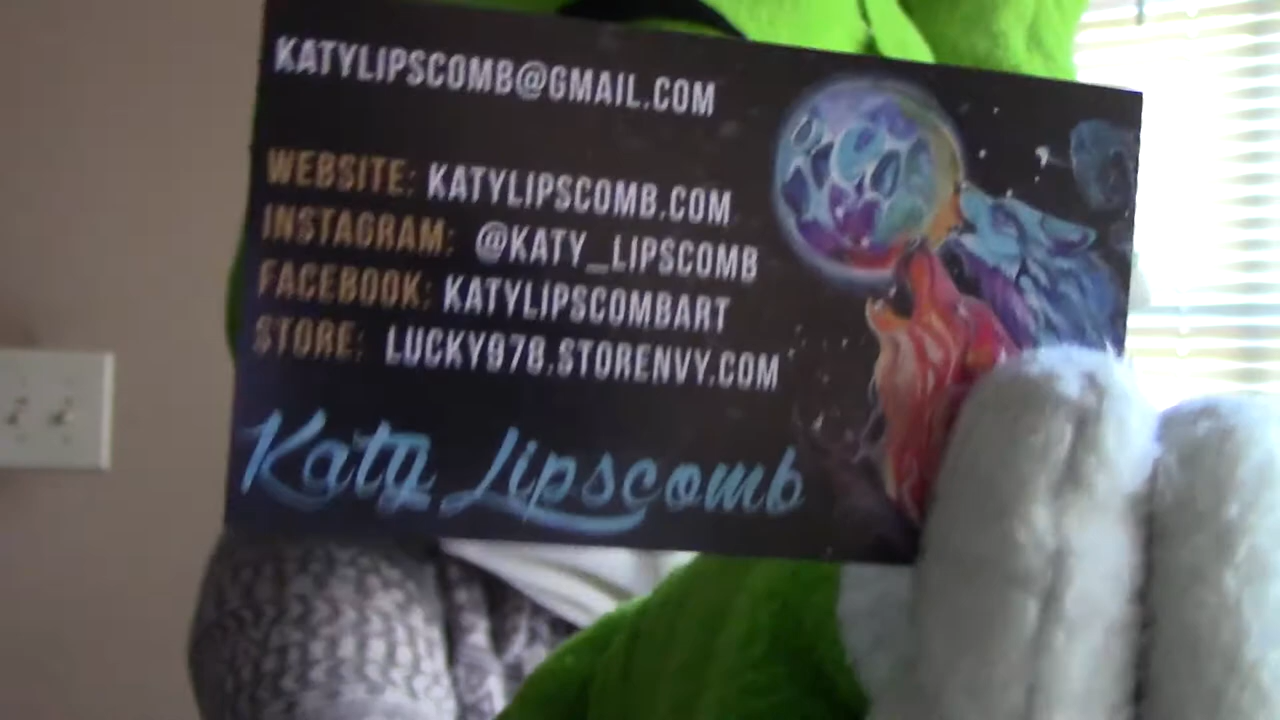 KATYLIPSCOMB@GMAIL.COM
WEBSITE: KATYLIPSCOMB.COM
INSTAGRAM: @KATY_LIPSCOMB
FACEBOOK: KATYLIPSCOMBART
STORE: LUCKY978.STORENVY.COM
Katy Lipscomb